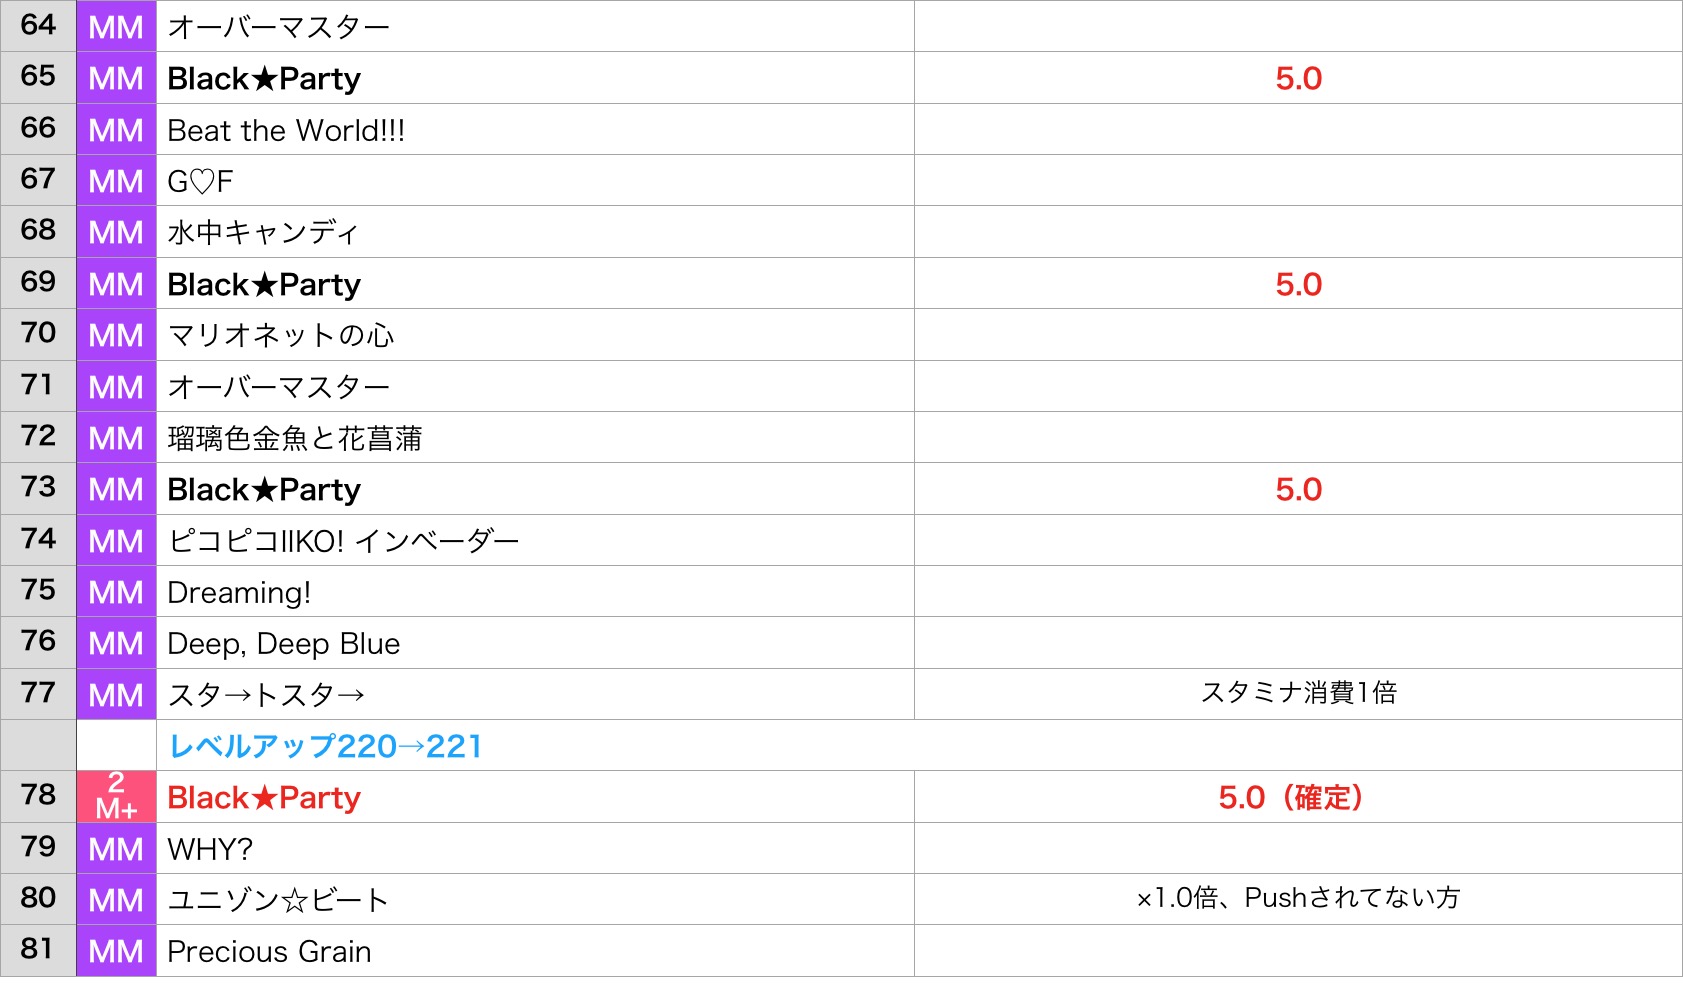 64 MM オーバーマスター
65 MM Black★Party 5.0
66 MM Beat the World!!!
67 MM G♡F
68 MM 水中キャンディ
69 MM Black★Party 5.0
70 MM マリオネットの心
71 MM オーバーマスター
72 MM 瑠璃色金魚と花菖蒲
73 MM Black★Party 5.0
74 MM ピコピコIIKO! インベーダー
75 MM Dreaming!
76 MM Deep, Deep Blue
77 MM スタ→トスタ→ スタミナ消費1倍
レベルアップ220→221
78 2 M+ Black★Party 5.0（確定）
79 MM WHY?
80 MM ユニゾン☆ビート ×1.0倍、Pushされてない方
81 MM Precious Grain